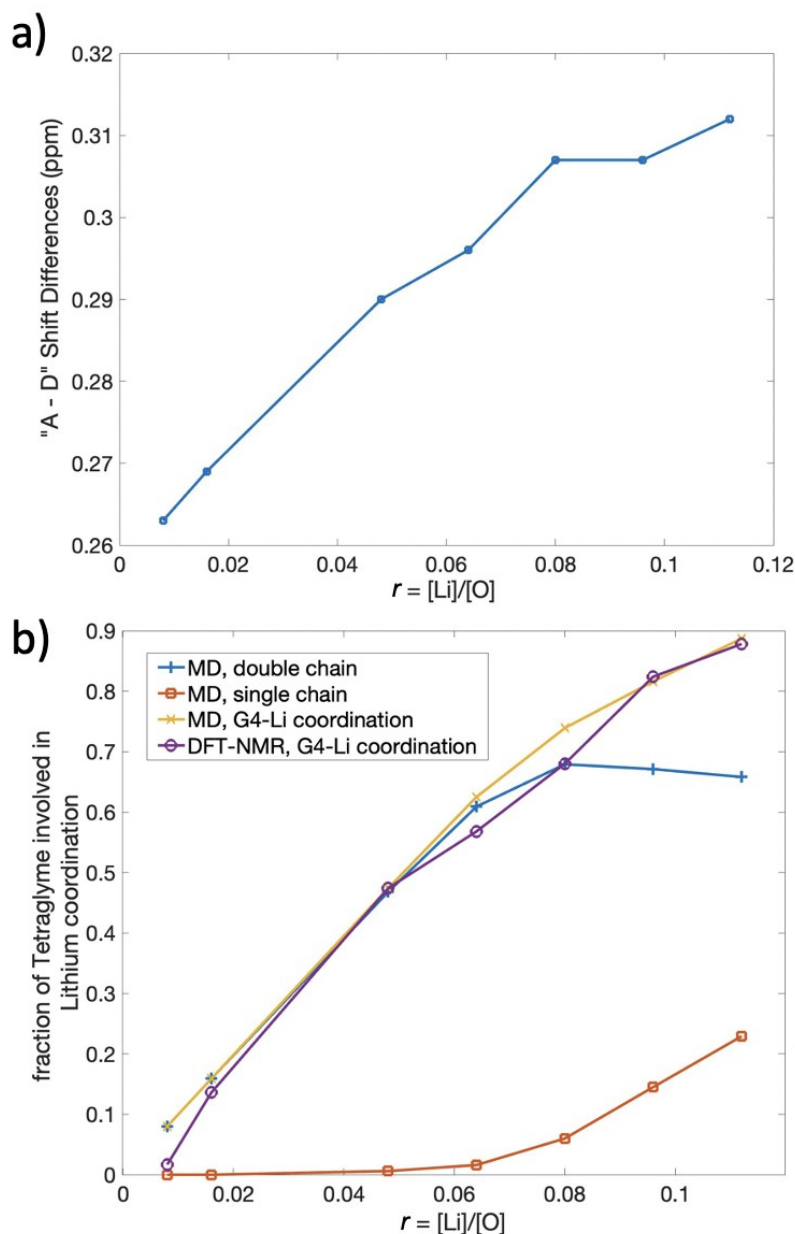 a)
0.32
0.31
0.3
0.29
0.28
0.27
0.26
"A - D" Shift Differences (ppm)
0 0.02 0.04 0.06 0.08 0.1 0.12
r = [Li]/[O]
b)
0.9
0.8
0.7
0.6
0.5
0.4
0.3
0.2
0.1
0
fraction of Tetraglyme involved in
Lithium coordination
MD, double chain
MD, single chain
MD, G4-Li coordination
DFT-NMR, G4-Li coordination
0 0.02 0.04 0.06 0.08 0.1
r = [Li]/[O]